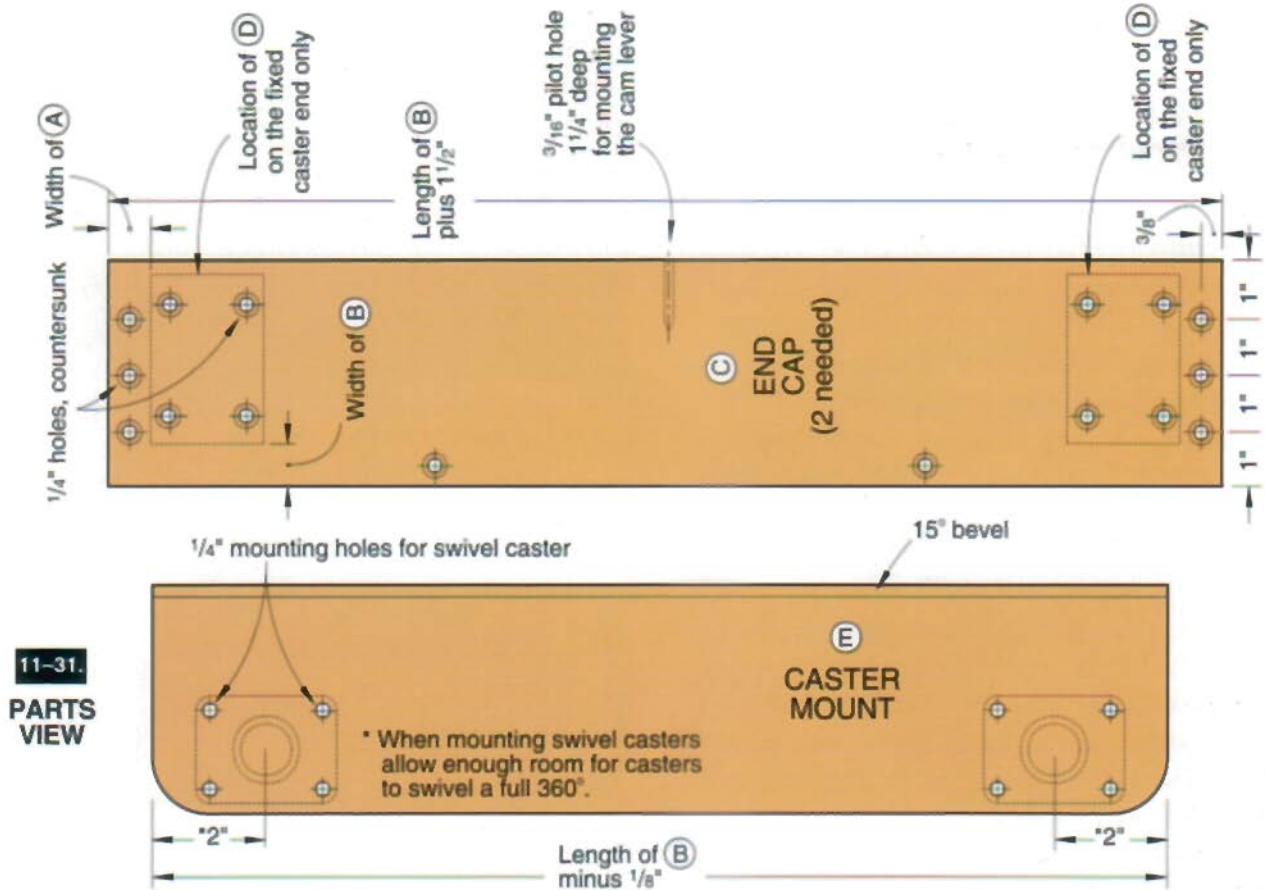 Width of A
1/4" holes, countersunk
Location of D
on the fixed
caster end only
Length of B
plus 1 1/2"
Width of B
3/16" pilot hole
1 1/4" deep
for mounting
the cam lever
C
END
CAP
(2 needed)
Location of D
on the fixed
caster end only
3/8"
1"
1"
1"
1"
1/4" mounting holes for swivel caster
15° bevel
11–31.
PARTS
VIEW
E
CASTER
MOUNT
* When mounting swivel casters
allow enough room for casters
to swivel a full 360°.
*2"
*2"
Length of B
minus 1/8"